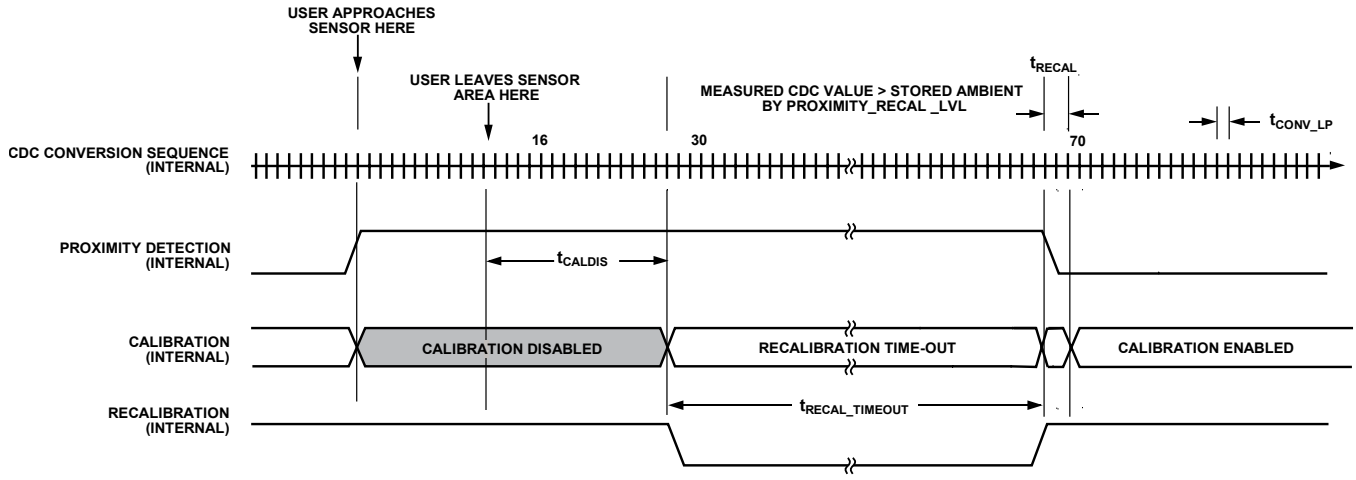 USER APPROACHES
SENSOR HERE
USER LEAVES SENSOR
AREA HERE
MEASURED CDC VALUE > STORED AMBIENT
BY PROXIMITY_RECAL _LVL
tRECAL
tCONV_LP
CDC CONVERSION SEQUENCE
(INTERNAL)
16
30
70
PROXIMITY DETECTION
(INTERNAL)
tCALDIS
CALIBRATION
(INTERNAL)
CALIBRATION DISABLED
RECALIBRATION TIME-OUT
CALIBRATION ENABLED
RECALIBRATION
(INTERNAL)
tRECAL_TIMEOUT